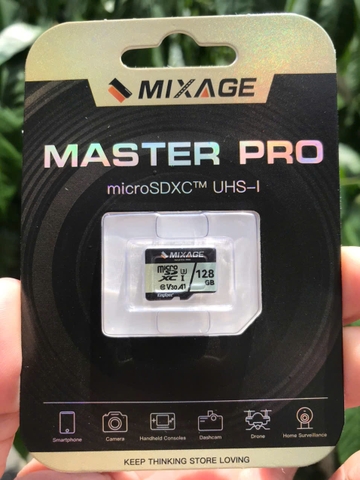 MIXAGE
MASTER PRO
microSDXC™ UHS-I
MIXAGE
micro SD XC I U3
128 GB
V30 A1
Smartphone
Camera
Handheld Consoles
Dashcam
Drone
Home Surveillance
KEEP THINKING STORE LOVING